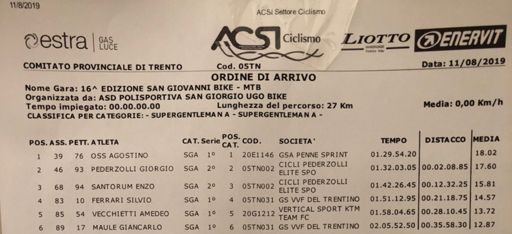 11/8/2019
ACSI Settore Ciclismo
estra GAS LUCE
ACSI Ciclismo
LIOTTO
ENERVIT
COMITATO PROVINCIALE DI TRENTO Cod. 05TN Data: 11/08/2019
ORDINE DI ARRIVO
Nome Gara: 16^ EDIZIONE SAN GIOVANNI BIKE - MTB
Organizzata da: ASD POLISPORTIVA SAN GIORGIO UGO BIKE
Tempo impiegato: 00.00.00.00 Lunghezza del percorso: 27 Km Media: 0,00 Km/h
CLASSIFICA PER CATEGORIE: - SUPERGENTLEMAN A - SUPERGENTLEMAN A -
POS. ASS. PETT. ATLETA CAT. Serie POS. CAT. COD. SOCIETA' TEMPO DISTACCO MEDIA
1 39 76 OSS AGOSTINO SGA 1º 1 20E1146 GSA PENNE SPRINT 01.29.54.20 18.02
2 46 93 PEDERZOLLI GIORGIO SGA 2º 2 05TN002 CICLI PEDERZOLLI ELITE SPO 01.32.03.05 00.02.08.85 17.60
3 68 94 SANTORUM ENZO SGA 2º 3 05TN002 CICLI PEDERZOLLI ELITE SPO 01.42.26.45 00.12.32.25 15.81
4 83 10 FERRARI SILVIO SGA 1º 4 05TN031 GS VVF DEL TRENTINO 01.51.12.95 00.21.18.75 14.57
5 85 54 VECCHIETTI AMEDEO SGA 1º 5 20G1212 VERTICAL SPORT KTM TEAM FC 01.58.04.65 00.28.10.45 13.72
6 89 17 MAULE GIANCARLO SGA 1º 6 05TN031 GS VVF DEL TRENTINO 02.05.52.50 00.35.58.30 12.87